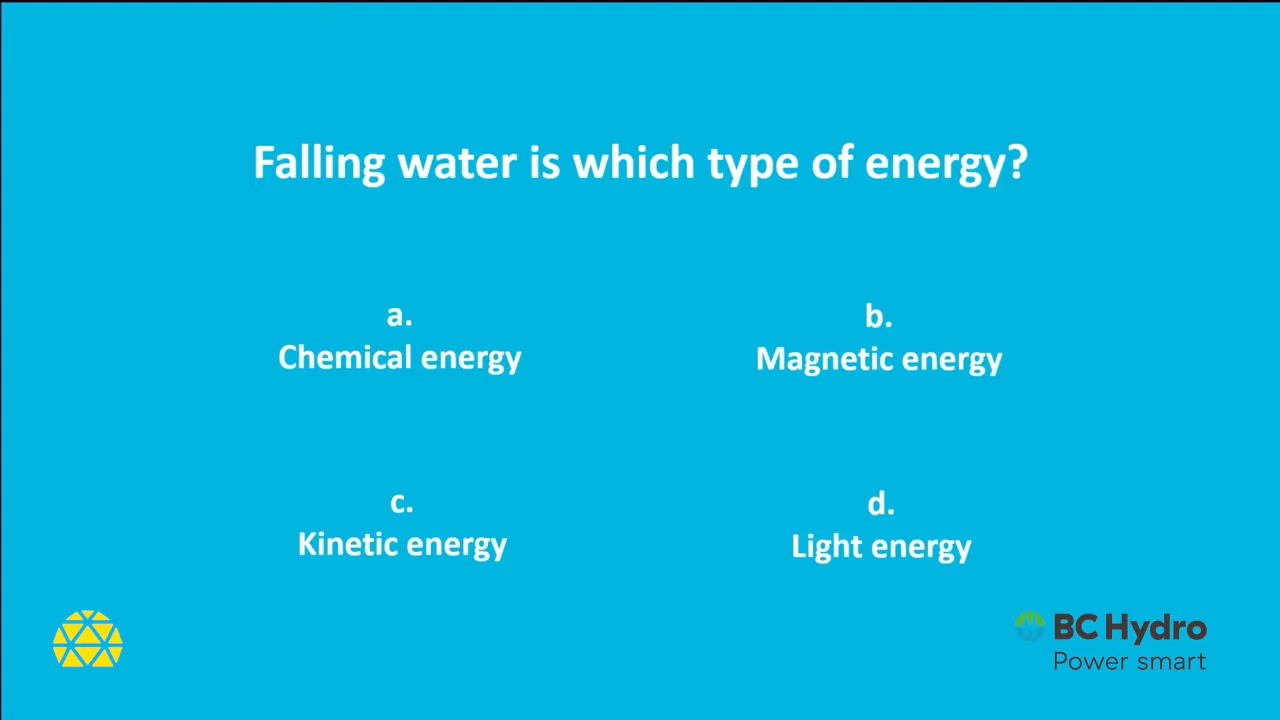 Falling water is which type of energy?
a.
Chemical energy
b.
Magnetic energy
c.
Kinetic energy
d.
Light energy
BC Hydro
Power smart